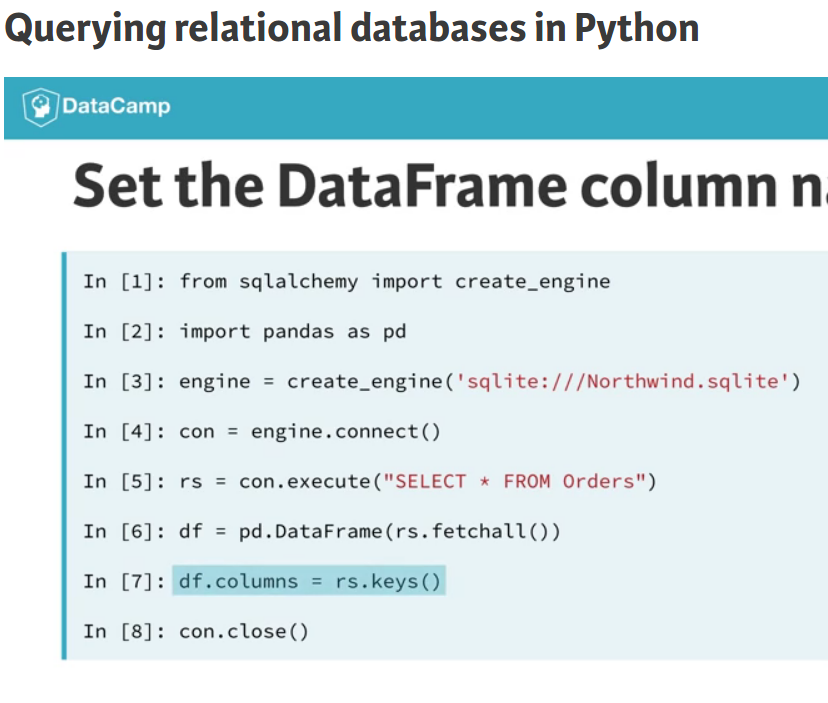 Querying relational databases in Python
DataCamp
Set the DataFrame column
In [1]: from sqlalchemy import create_engine
In [2]: import pandas as pd
In [3]: engine = create_engine('sqlite:///Northwind.sqlite')
In [4]: con = engine.connect()
In [5]: rs = con.execute("SELECT * FROM Orders")
In [6]: df = pd.DataFrame(rs.fetchall())
In [7]: df.columns = rs.keys()
In [8]: con.close()